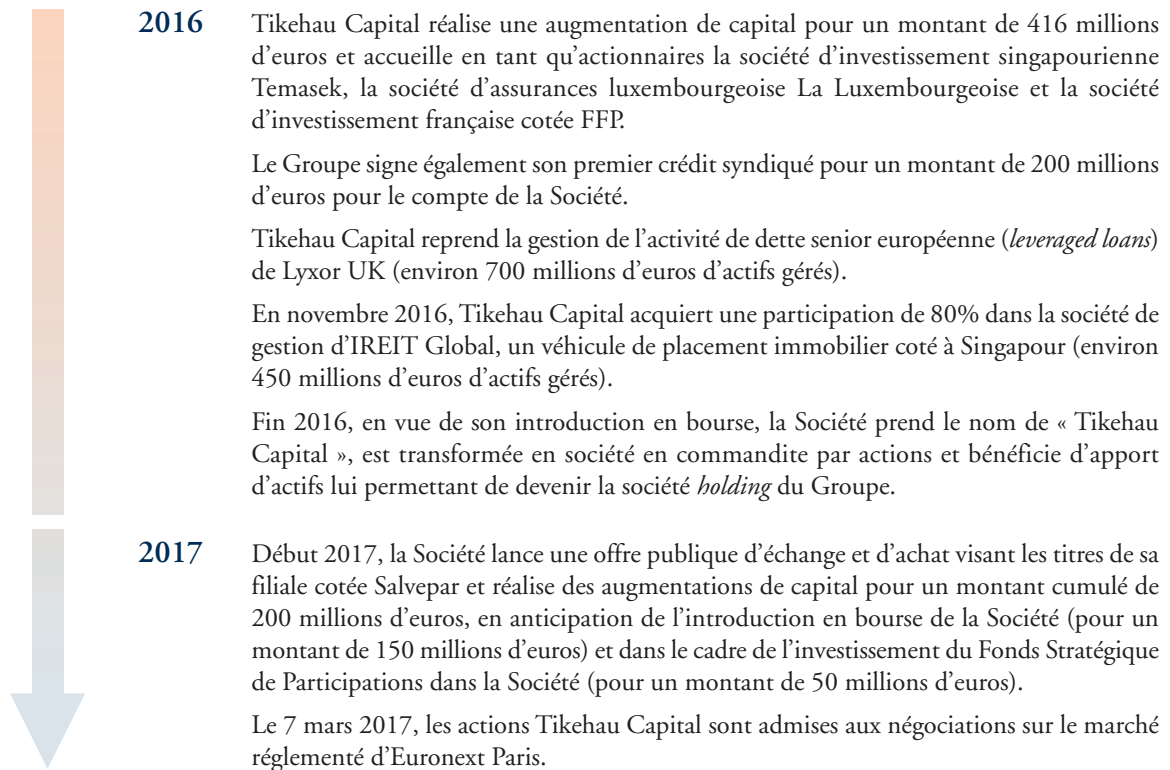 2016 Tikehau Capital réalise une augmentation de capital pour un montant de 416 millions
d’euros et accueille en tant qu’actionnaires la société d’investissement singapourienne
Temasek, la société d’assurances luxembourgeoise La Luxembourgeoise et la société
d’investissement française cotée FFP.
Le Groupe signe également son premier crédit syndiqué pour un montant de 200 millions
d’euros pour le compte de la Société.
Tikehau Capital reprend la gestion de l’activité de dette senior européenne (leveraged loans)
de Lyxor UK (environ 700 millions d’euros d’actifs gérés).
En novembre 2016, Tikehau Capital acquiert une participation de 80% dans la société de
gestion d’IREIT Global, un véhicule de placement immobilier coté à Singapour (environ
450 millions d’euros d’actifs gérés).
Fin 2016, en vue de son introduction en bourse, la Société prend le nom de « Tikehau
Capital », est transformée en société en commandite par actions et bénéficie d’apport
d’actifs lui permettant de devenir la société holding du Groupe.
2017 Début 2017, la Société lance une offre publique d’échange et d’achat visant les titres de sa
filiale cotée Salvepar et réalise des augmentations de capital pour un montant cumulé de
200 millions d’euros, en anticipation de l’introduction en bourse de la Société (pour un
montant de 150 millions d’euros) et dans le cadre de l’investissement du Fonds Stratégique
de Participations dans la Société (pour un montant de 50 millions d’euros).
Le 7 mars 2017, les actions Tikehau Capital sont admises aux négociations sur le marché
réglementé d’Euronext Paris.